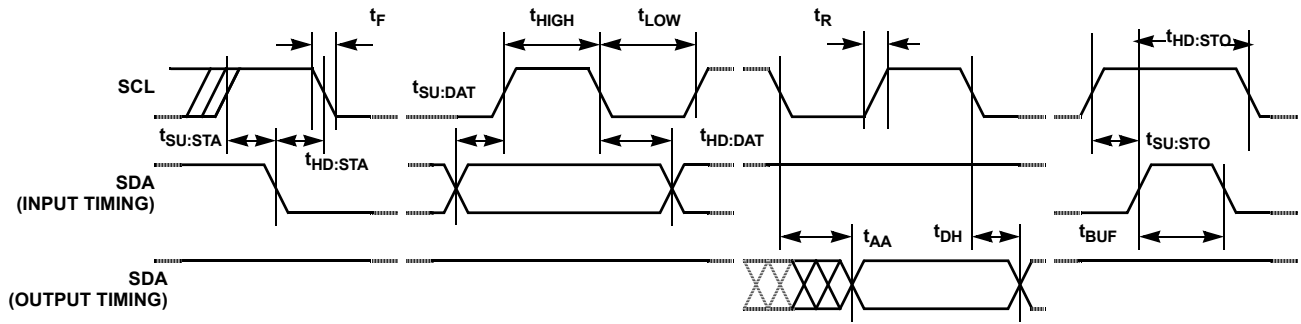 tF
tHIGH
tLOW
tR
tHD:STO
SCL
tSU:DAT
tSU:STA
tHD:STA
tHD:DAT
tSU:STO
SDA
(INPUT TIMING)
tAA
tDH
tBUF
SDA
(OUTPUT TIMING)